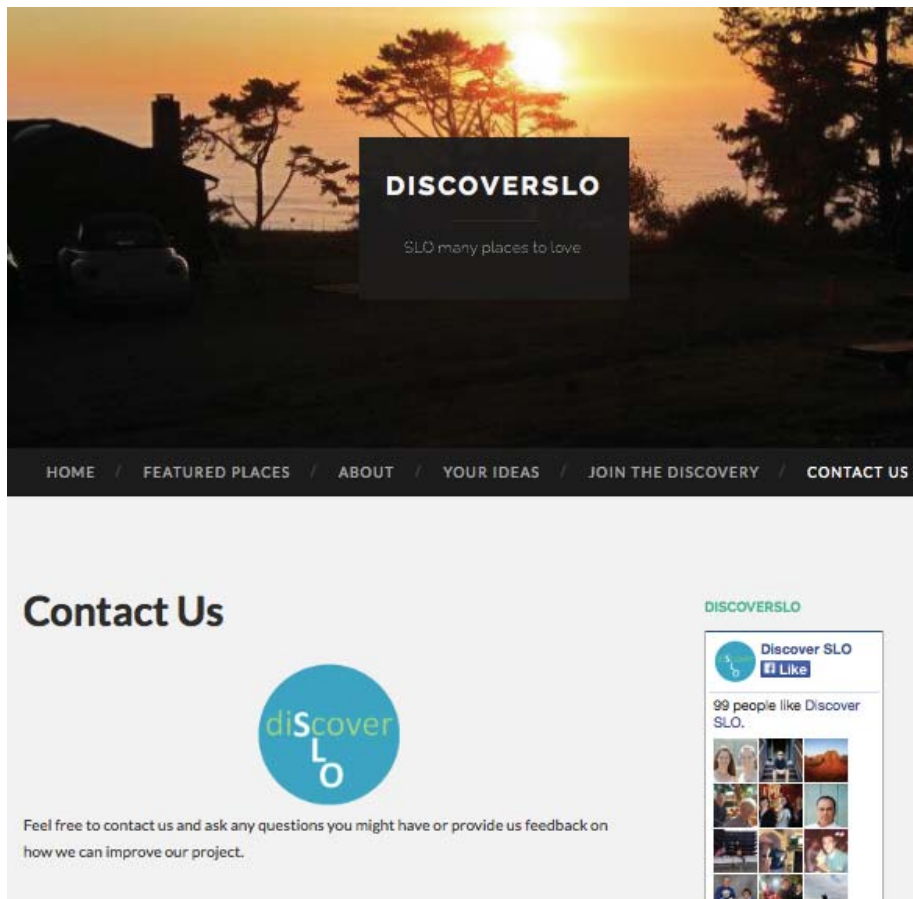 DISCOVERSLO
SLO many places to love
HOME / FEATURED PLACES / ABOUT / YOUR IDEAS / JOIN THE DISCOVERY / CONTACT US
Contact Us
diScover
L
O
Feel free to contact us and ask any questions you might have or provide us feedback on
how we can improve our project.
DISCOVERSLO
diScover
L
O
Discover SLO
Like
99 people like Discover
SLO.